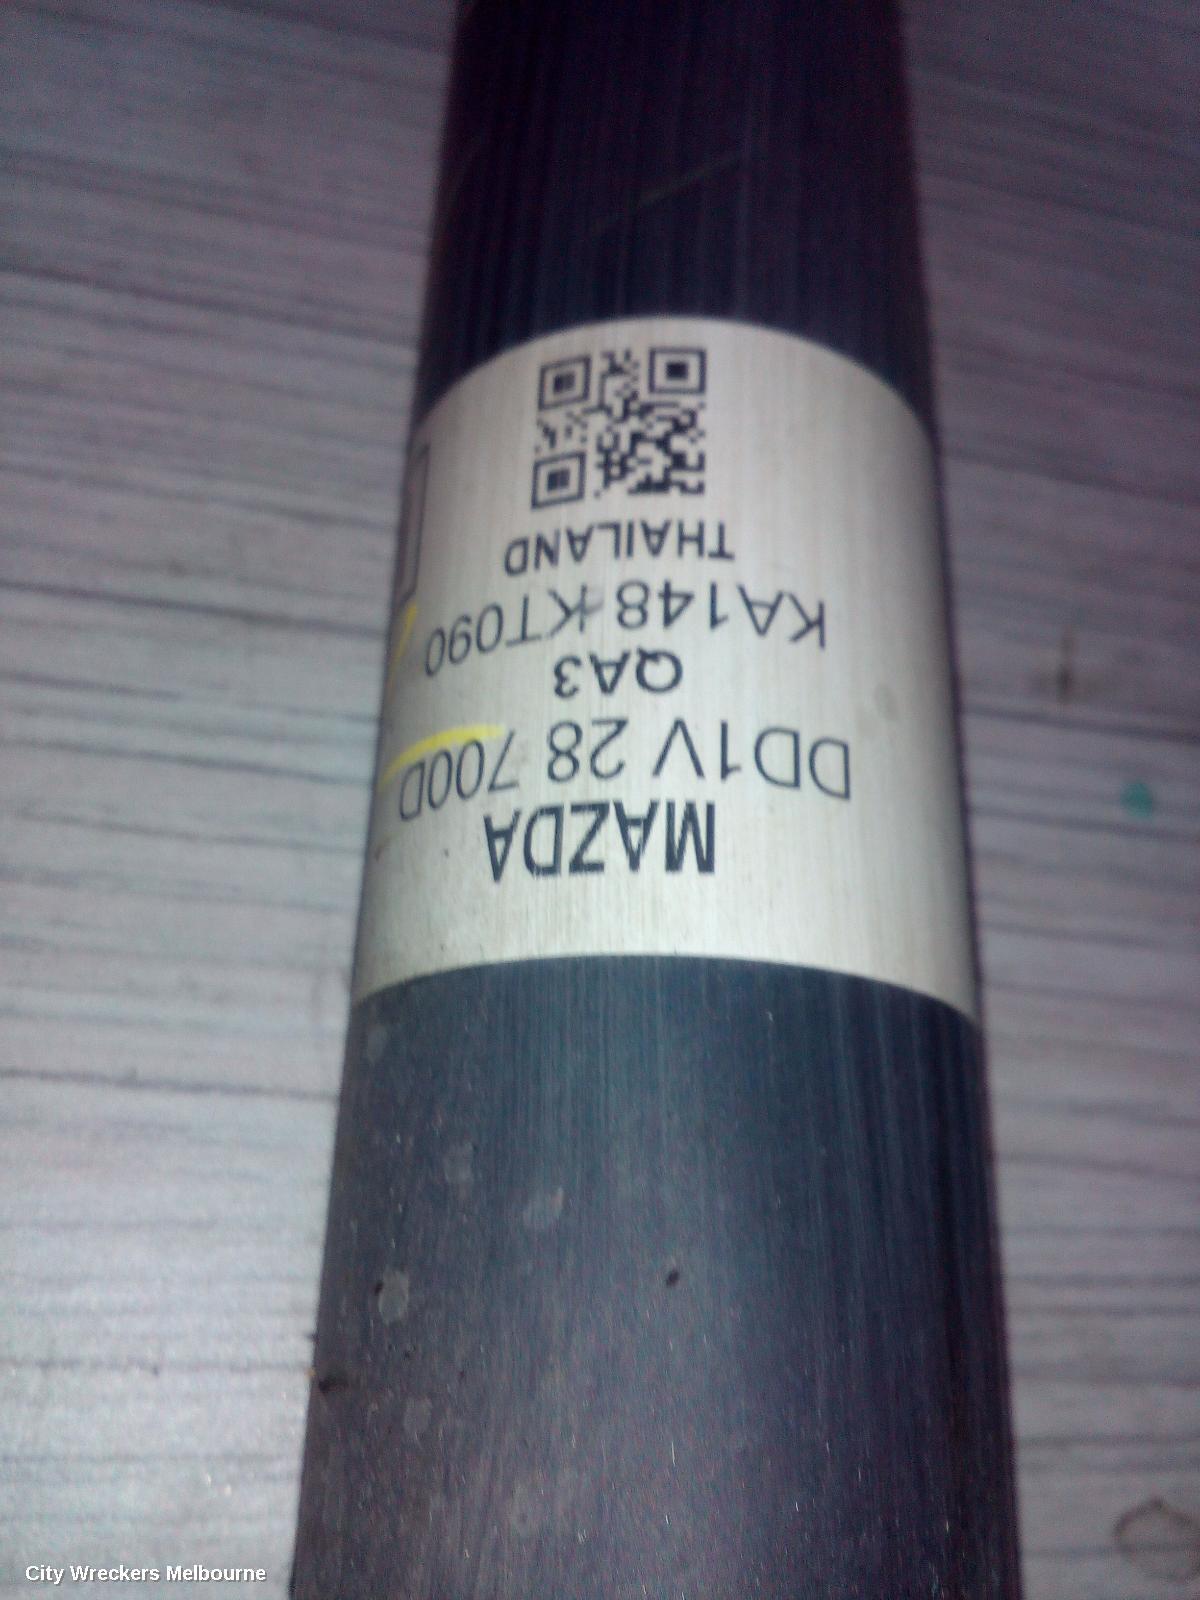 MAZDA
DD1V 28 700D
QA3
KA148-KT090
THAILAND
City Wreckers Melbourne